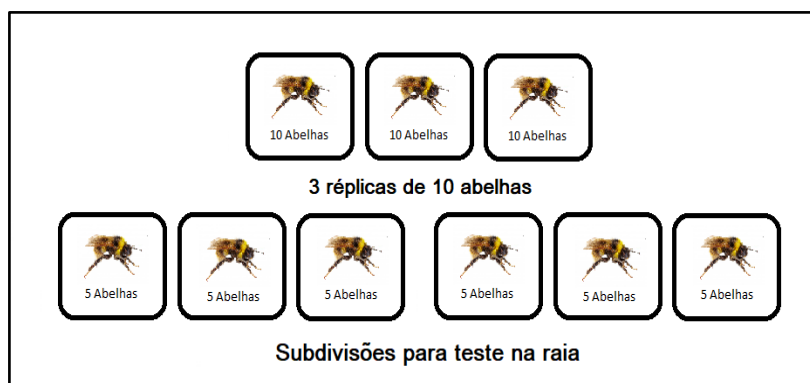 10 Abelhas 10 Abelhas 10 Abelhas
3 réplicas de 10 abelhas
5 Abelhas 5 Abelhas 5 Abelhas 5 Abelhas 5 Abelhas 5 Abelhas
Subdivisões para teste na raia